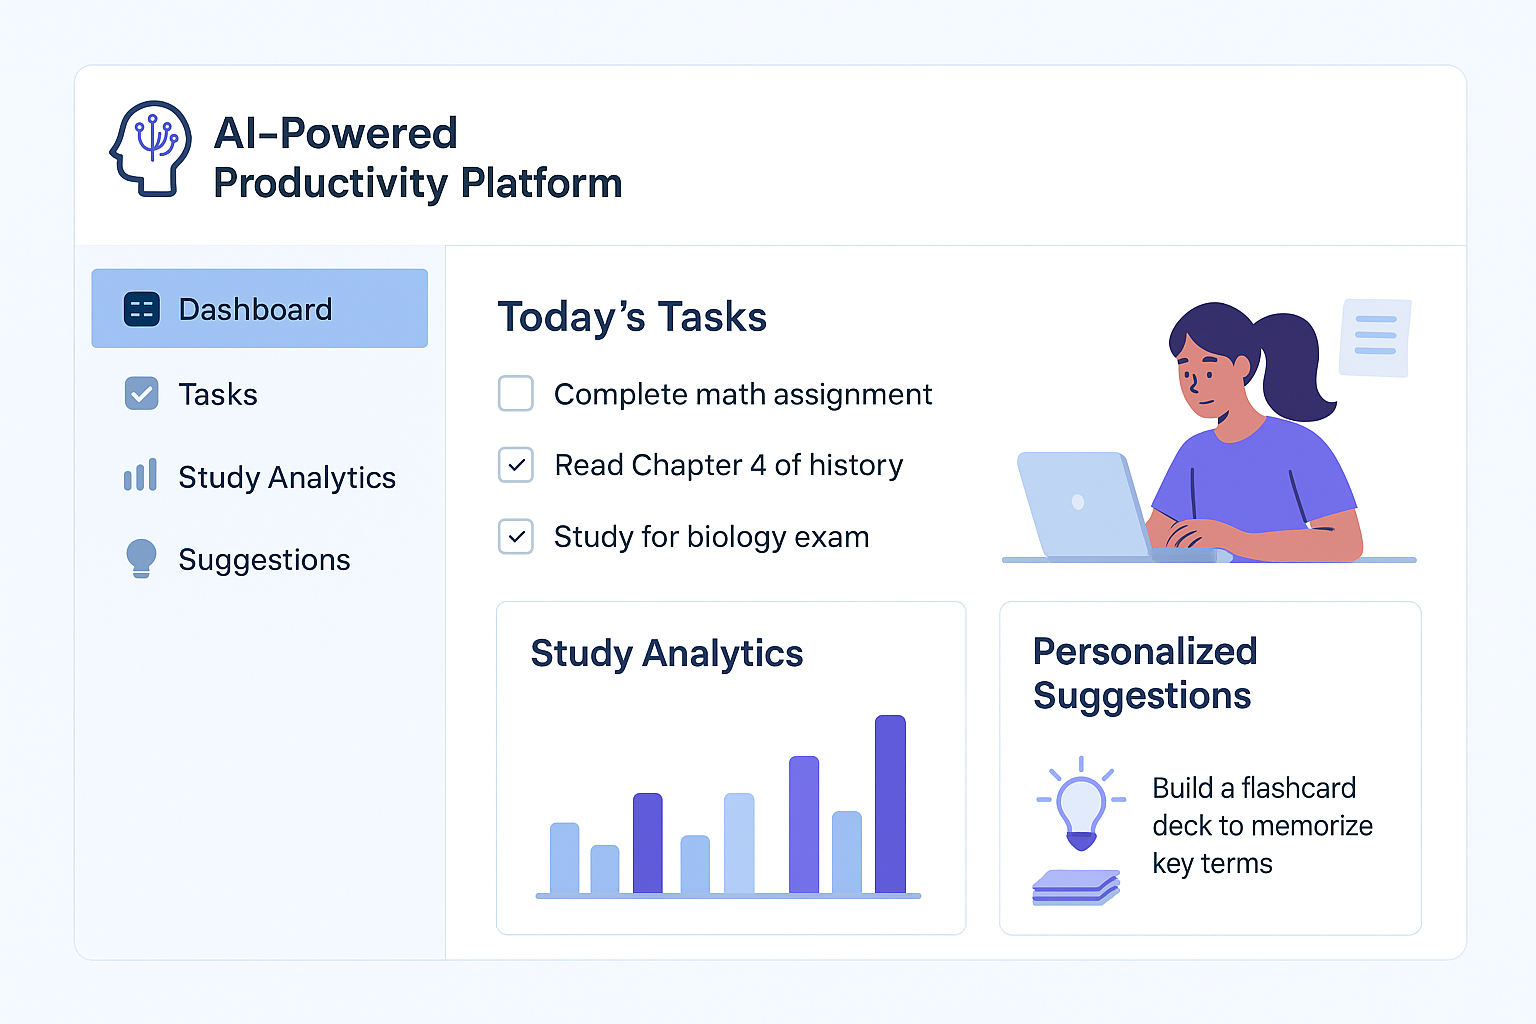 AI-Powered
Productivity Platform
Dashboard
Tasks
Study Analytics
Suggestions
Today's Tasks
Complete math assignment
Read Chapter 4 of history
Study for biology exam
Study Analytics
Personalized
Suggestions
Build a flashcard
deck to memorize
key terms